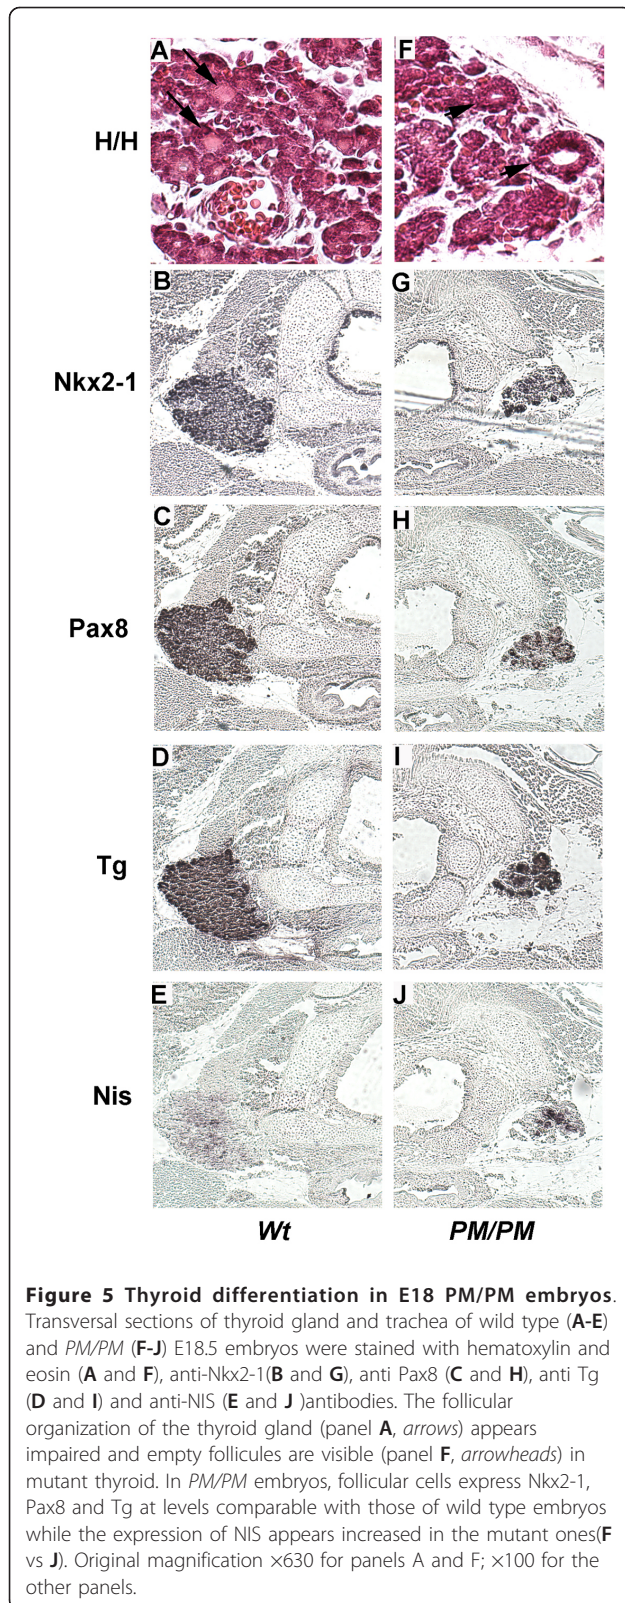 A
F
H/H
B
G
Nkx2-1
C
H
Pax8
D
I
Tg
E
J
Nis
Wt
PM/PM
Figure 5 Thyroid differentiation in E18 PM/PM embryos.
Transversal sections of thyroid gland and trachea of wild type (A-E)
and PM/PM (F-J) E18.5 embryos were stained with hematoxylin and
eosin (A and F), anti-Nkx2-1(B and G), anti Pax8 (C and H), anti Tg
(D and I) and anti-NIS (E and J )antibodies. The follicular
organization of the thyroid gland (panel A, arrows) appears
impaired and empty follicules are visible (panel F, arrowheads) in
mutant thyroid. In PM/PM embryos, follicular cells express Nkx2-1,
Pax8 and Tg at levels comparable with those of wild type embryos
while the expression of NIS appears increased in the mutant ones(F
vs J). Original magnification ×630 for panels A and F; ×100 for the
other panels.